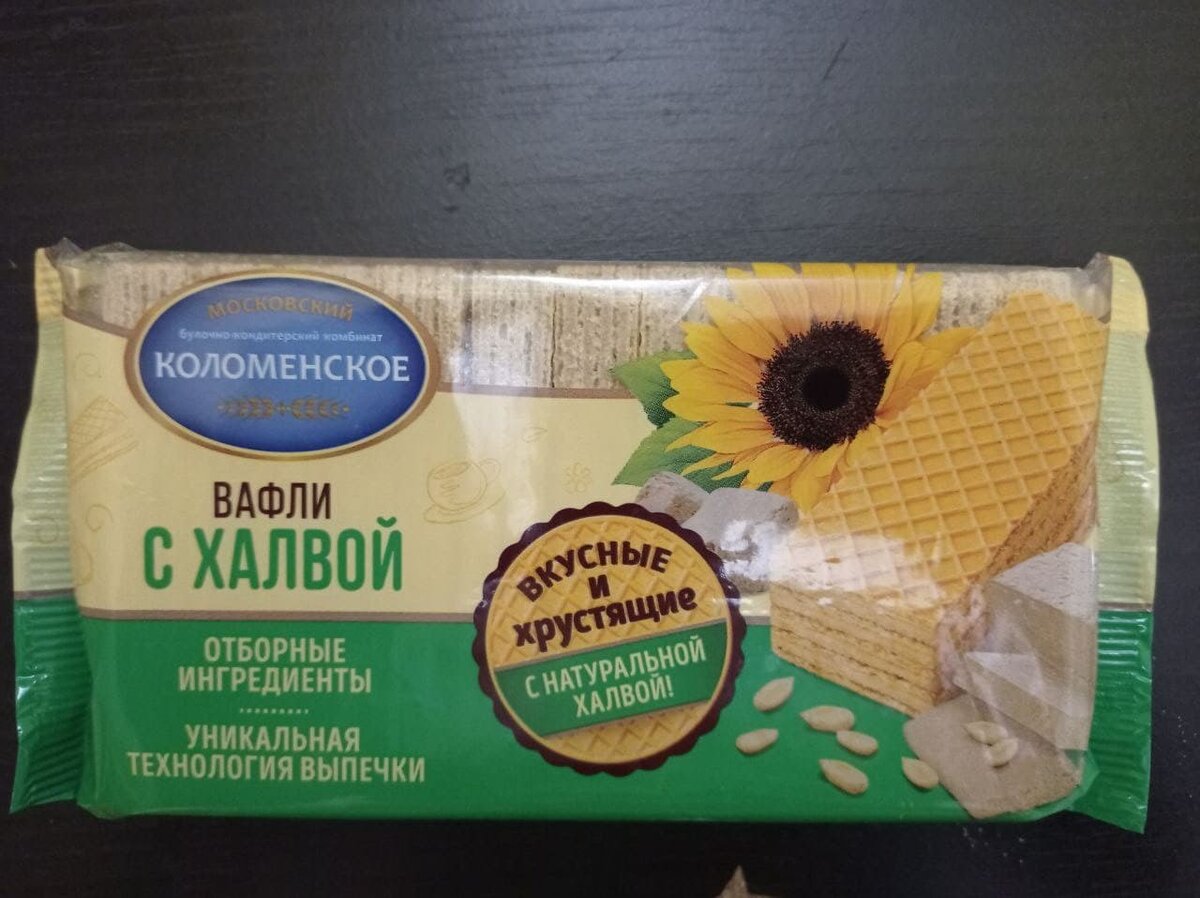 МОСКОВСКИЙ
булочно-кондитерский комбинат
КОЛОМЕНСКОЕ
ВАФЛИ
С ХАЛВОЙ
ВКУСНЫЕ
И
хрустящие
С НАТУРАЛЬНОЙ
ХАЛВОЙ!
ОТБОРНЫЕ
ИНГРЕДИЕНТЫ
УНИКАЛЬНАЯ
ТЕХНОЛОГИЯ ВЫПЕЧКИ